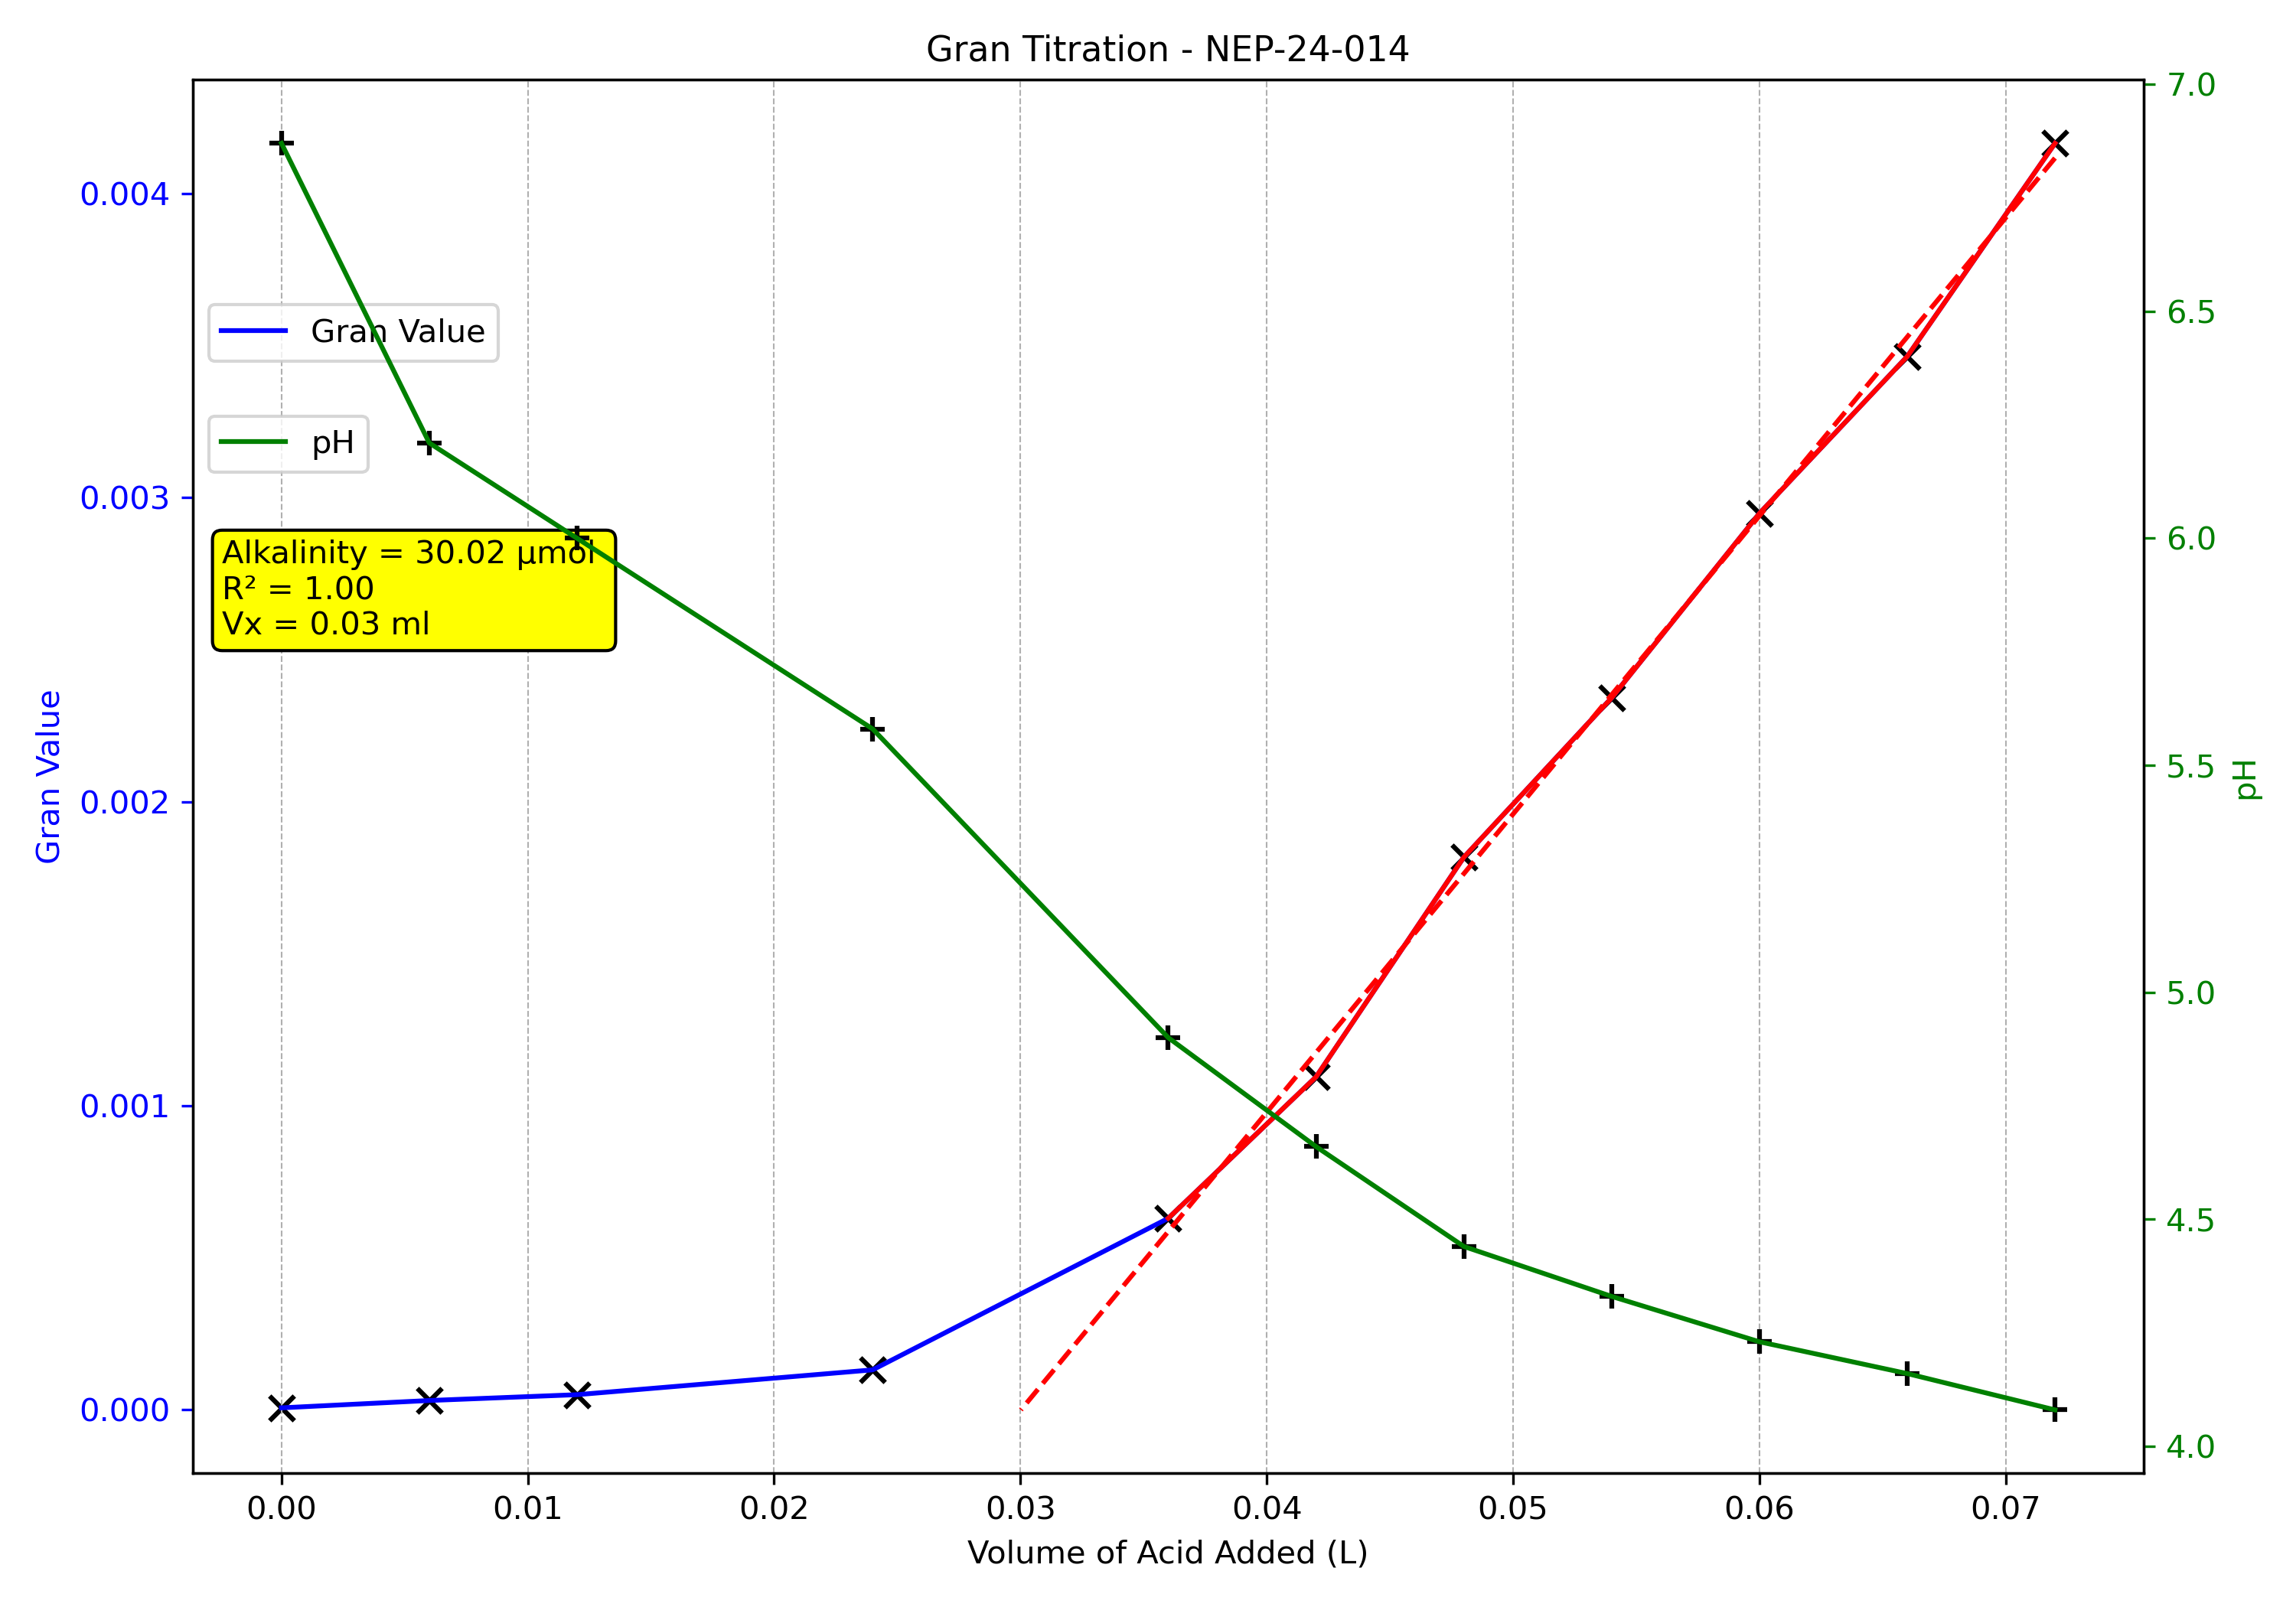 Gran Titration - NEP-24-014
Gran Value
pH
Alkalinity = 30.02 μmol
R² = 1.00
Vx = 0.03 ml
0.004
0.003
0.002
0.001
0.000
Gran Value
7.0
6.5
6.0
5.5
5.0
4.5
4.0
pH
0.00 0.01 0.02 0.03 0.04 0.05 0.06 0.07
Volume of Acid Added (L)